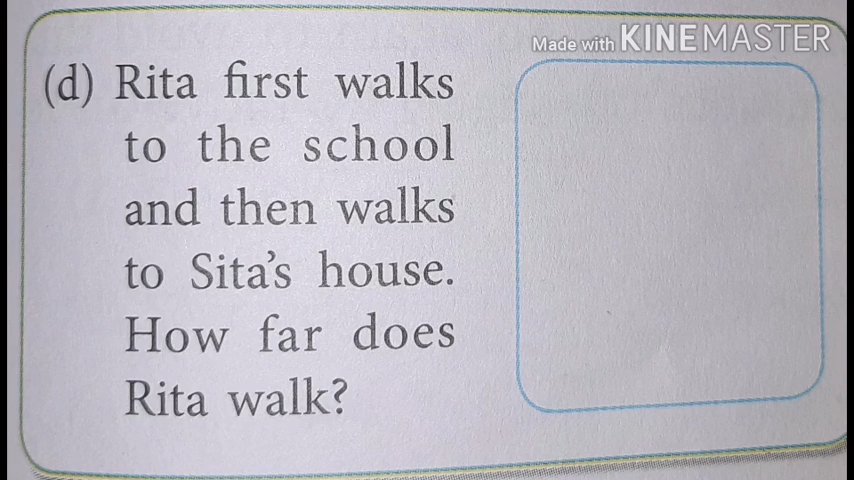 Made with KINEMASTER
(d) Rita first walks
to the school
and then walks
to Sita's house.
How far does
Rita walk?